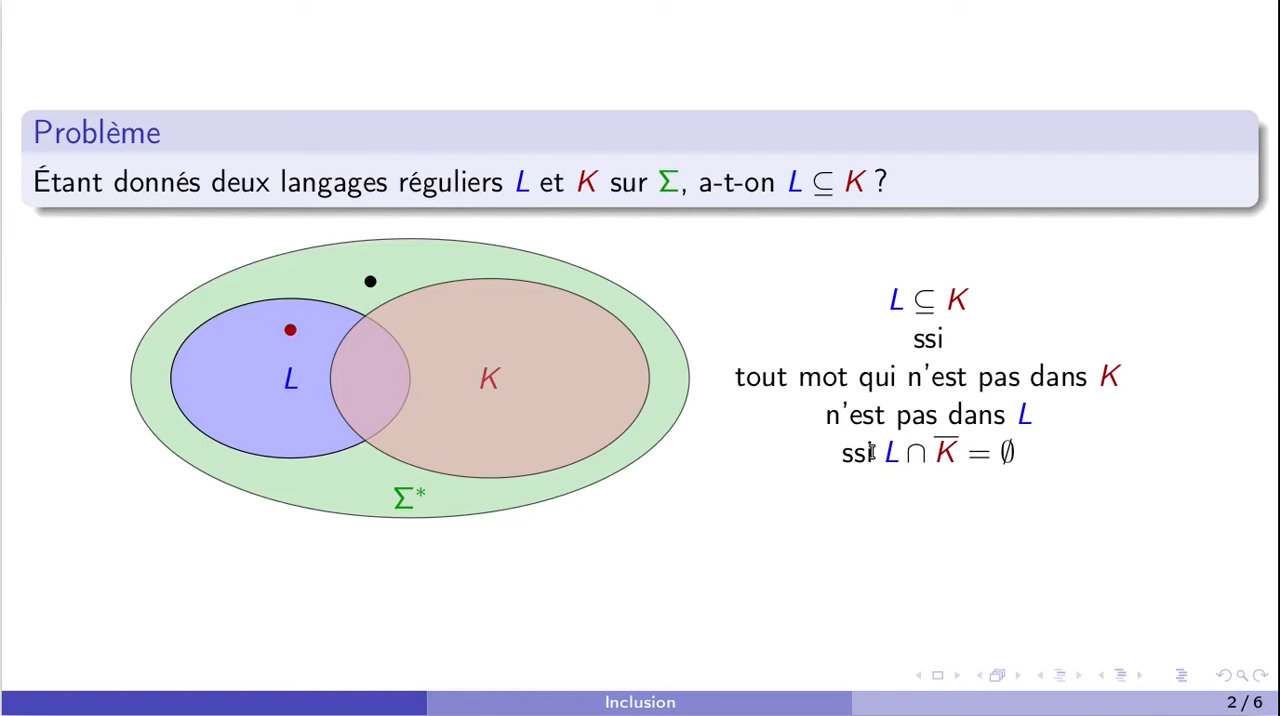 Problème
Étant donnés deux langages réguliers L et K sur Σ, a-t-on L ⊆ K ?
L
K
Σ*
L ⊆ K
ssi
tout mot qui n'est pas dans K
n'est pas dans L
ssi L ∩ K̅ = ∅
Inclusion
2 / 6